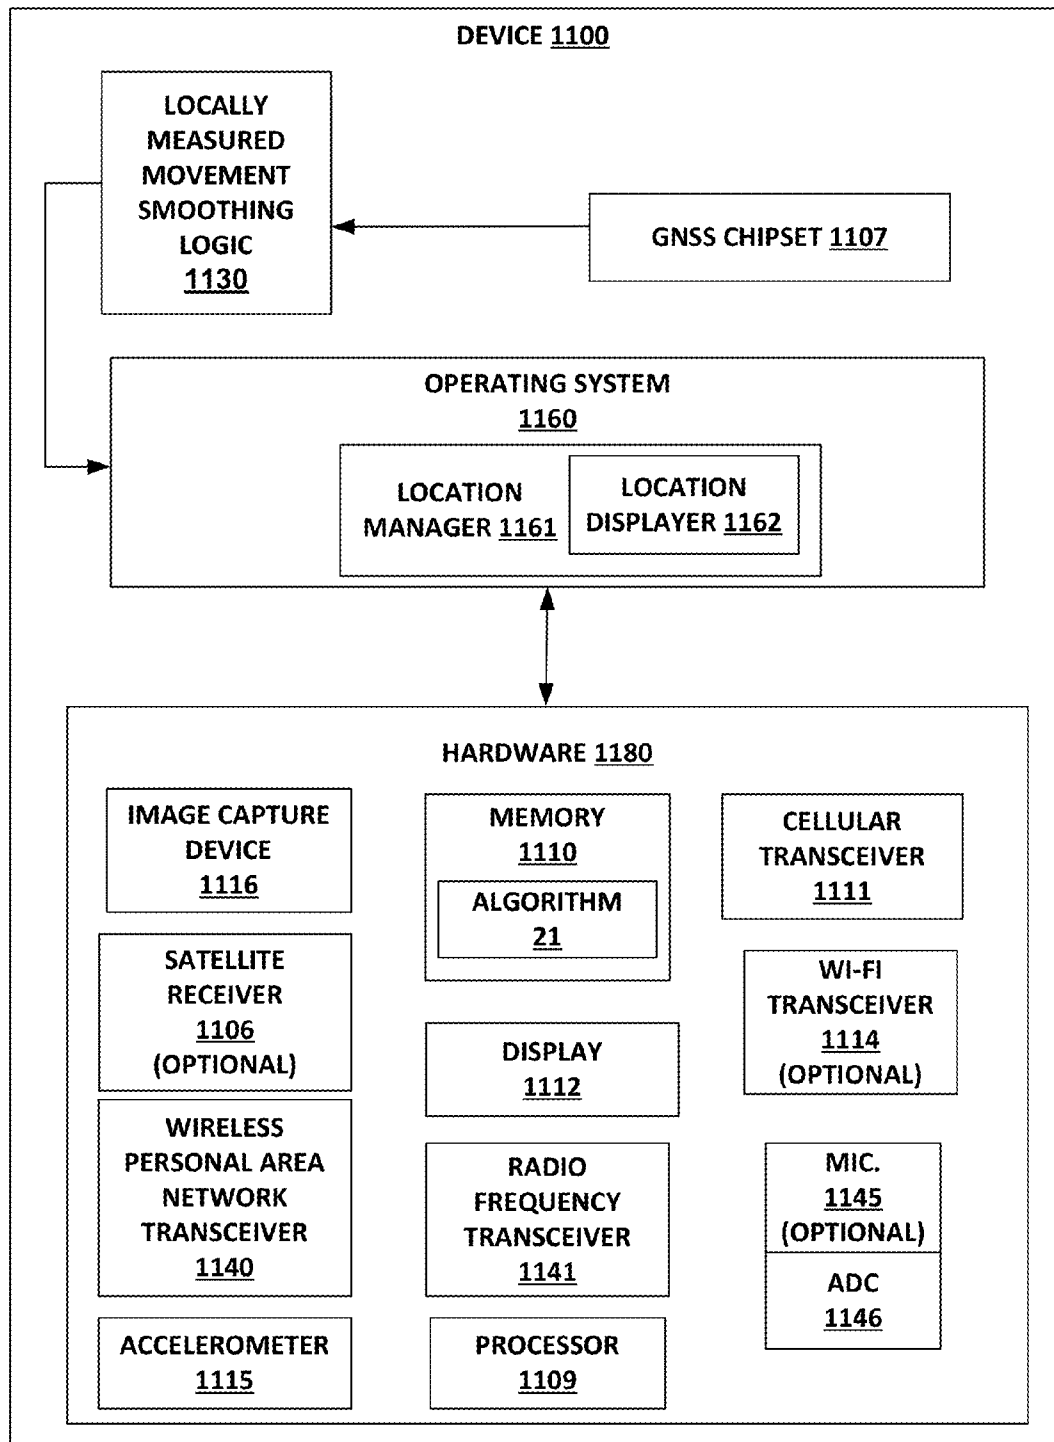 DEVICE 1100
LOCALLY
MEASURED
MOVEMENT
SMOOTHING
LOGIC
1130
GNSS CHIPSET 1107
OPERATING SYSTEM
1160
LOCATION
MANAGER 1161
LOCATION
DISPLAYER 1162
HARDWARE 1180
IMAGE CAPTURE
DEVICE
1116
MEMORY
1110
ALGORITHM
21
CELLULAR
TRANSCEIVER
1111
SATELLITE
RECEIVER
1106
(OPTIONAL)
DISPLAY
1112
WI-FI
TRANSCEIVER
1114
(OPTIONAL)
WIRELESS
PERSONAL AREA
NETWORK
TRANSCEIVER
1140
RADIO
FREQUENCY
TRANSCEIVER
1141
MIC.
1145
(OPTIONAL)
ADC
1146
ACCELEROMETER
1115
PROCESSOR
1109